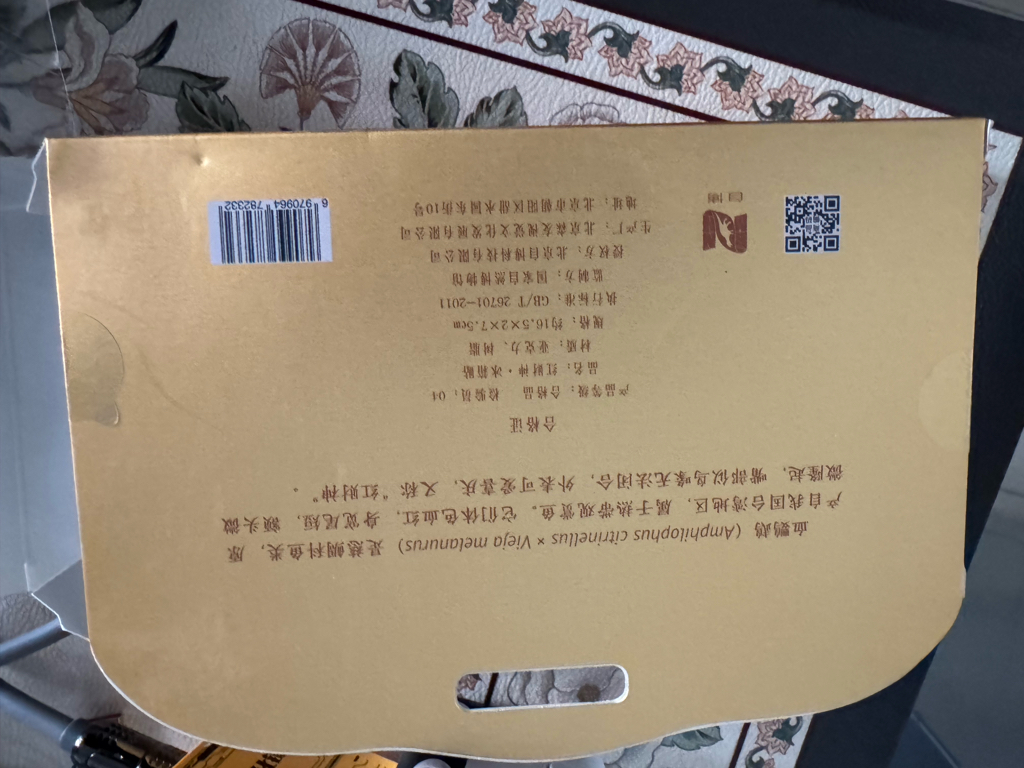 血鹦鹉（Amphilophus citrinellus × Vieja melanurus）是慈鲷科鱼类，原
产自我国台湾地区，属于热带观赏鱼。它们体色血红，身宽尾短，额头微
微隆起，嘴部似鸟喙无法闭合，外表可爱喜庆，又称“红财神”。
合格证
产品等级：合格品 检验员：04
品名：红财神·冰箱贴
材质：亚克力、树脂
规格：约16.5×2×7.5cm
执行标准：GB/T 26701-2011
监制方：国家自然博物馆
授权方：北京自博科技有限公司
生产厂：北京森友视觉文化发展有限公司
地址：北京市朝阳区甜水园东街10号
自博
6 970964 782332